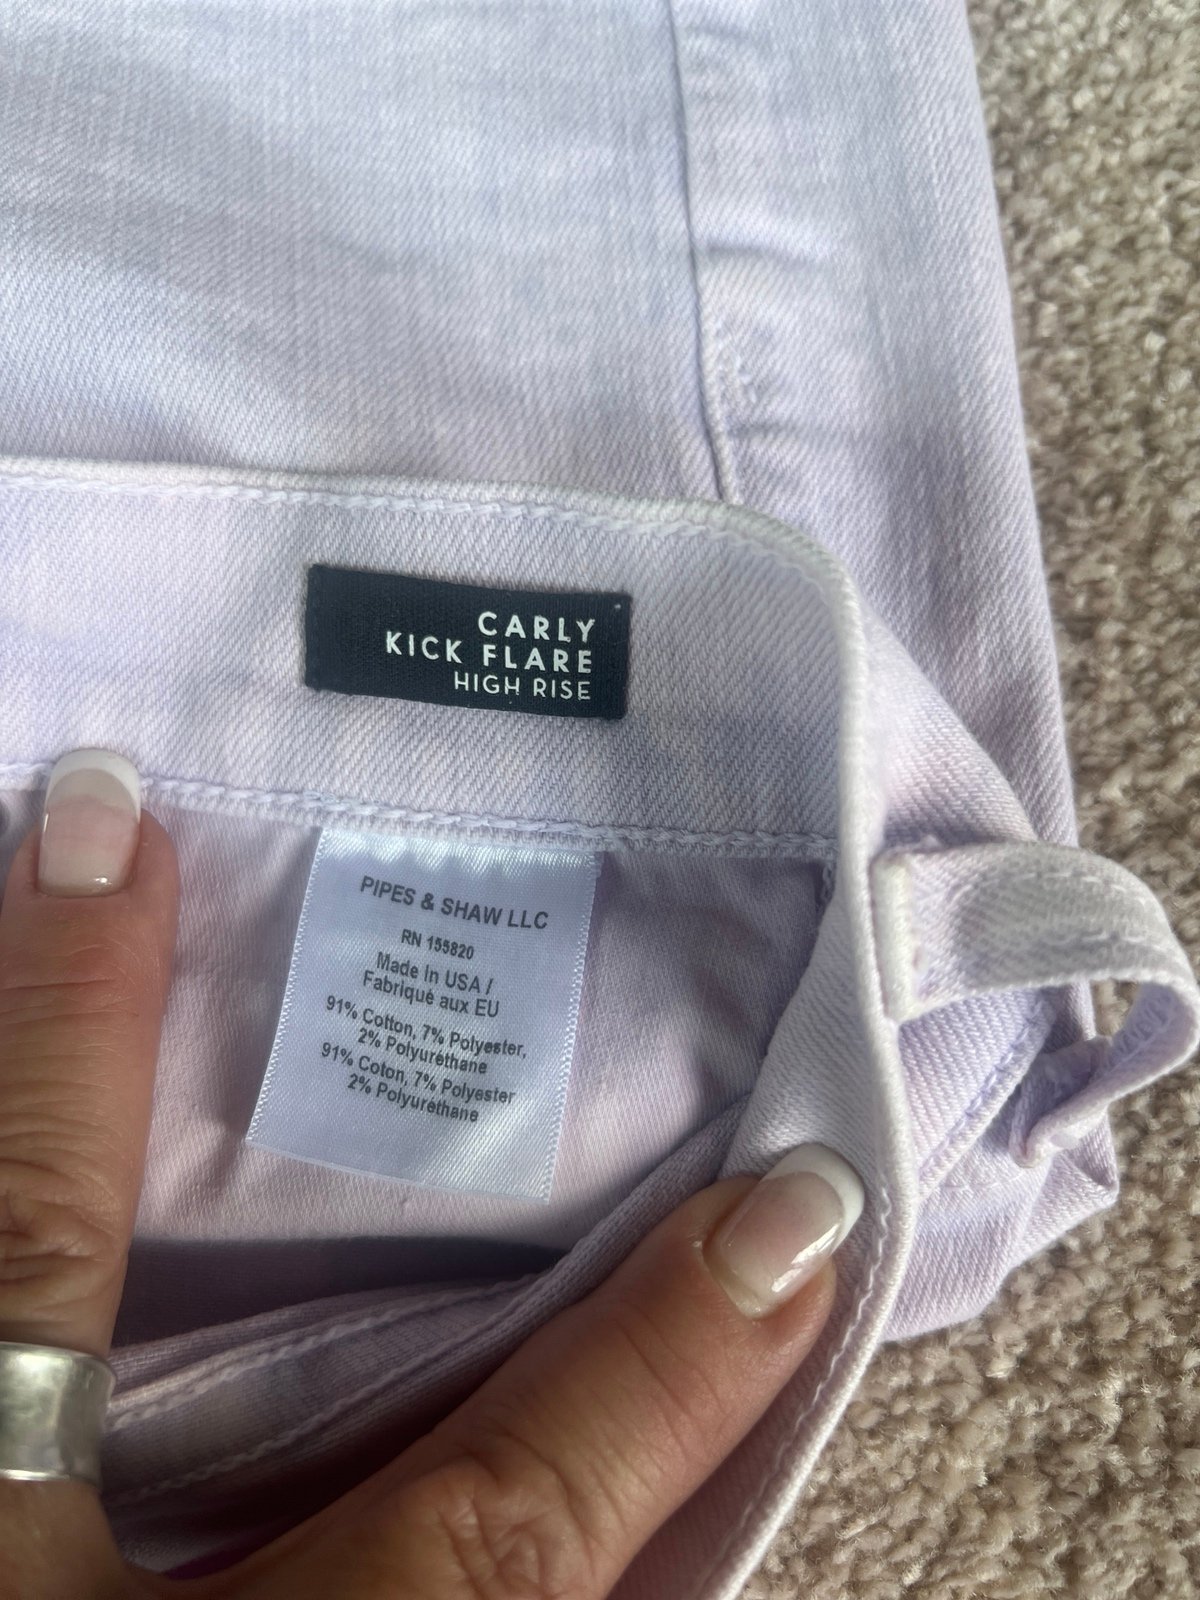 CARLY
KICK FLARE
HIGH RISE
PIPES & SHAW LLC
RN 155820
Made in USA /
Fabriqué aux EU
91% Cotton, 7% Polyester,
2% Polyurethane
91% Coton, 7% Polyester
2% Polyuréthane